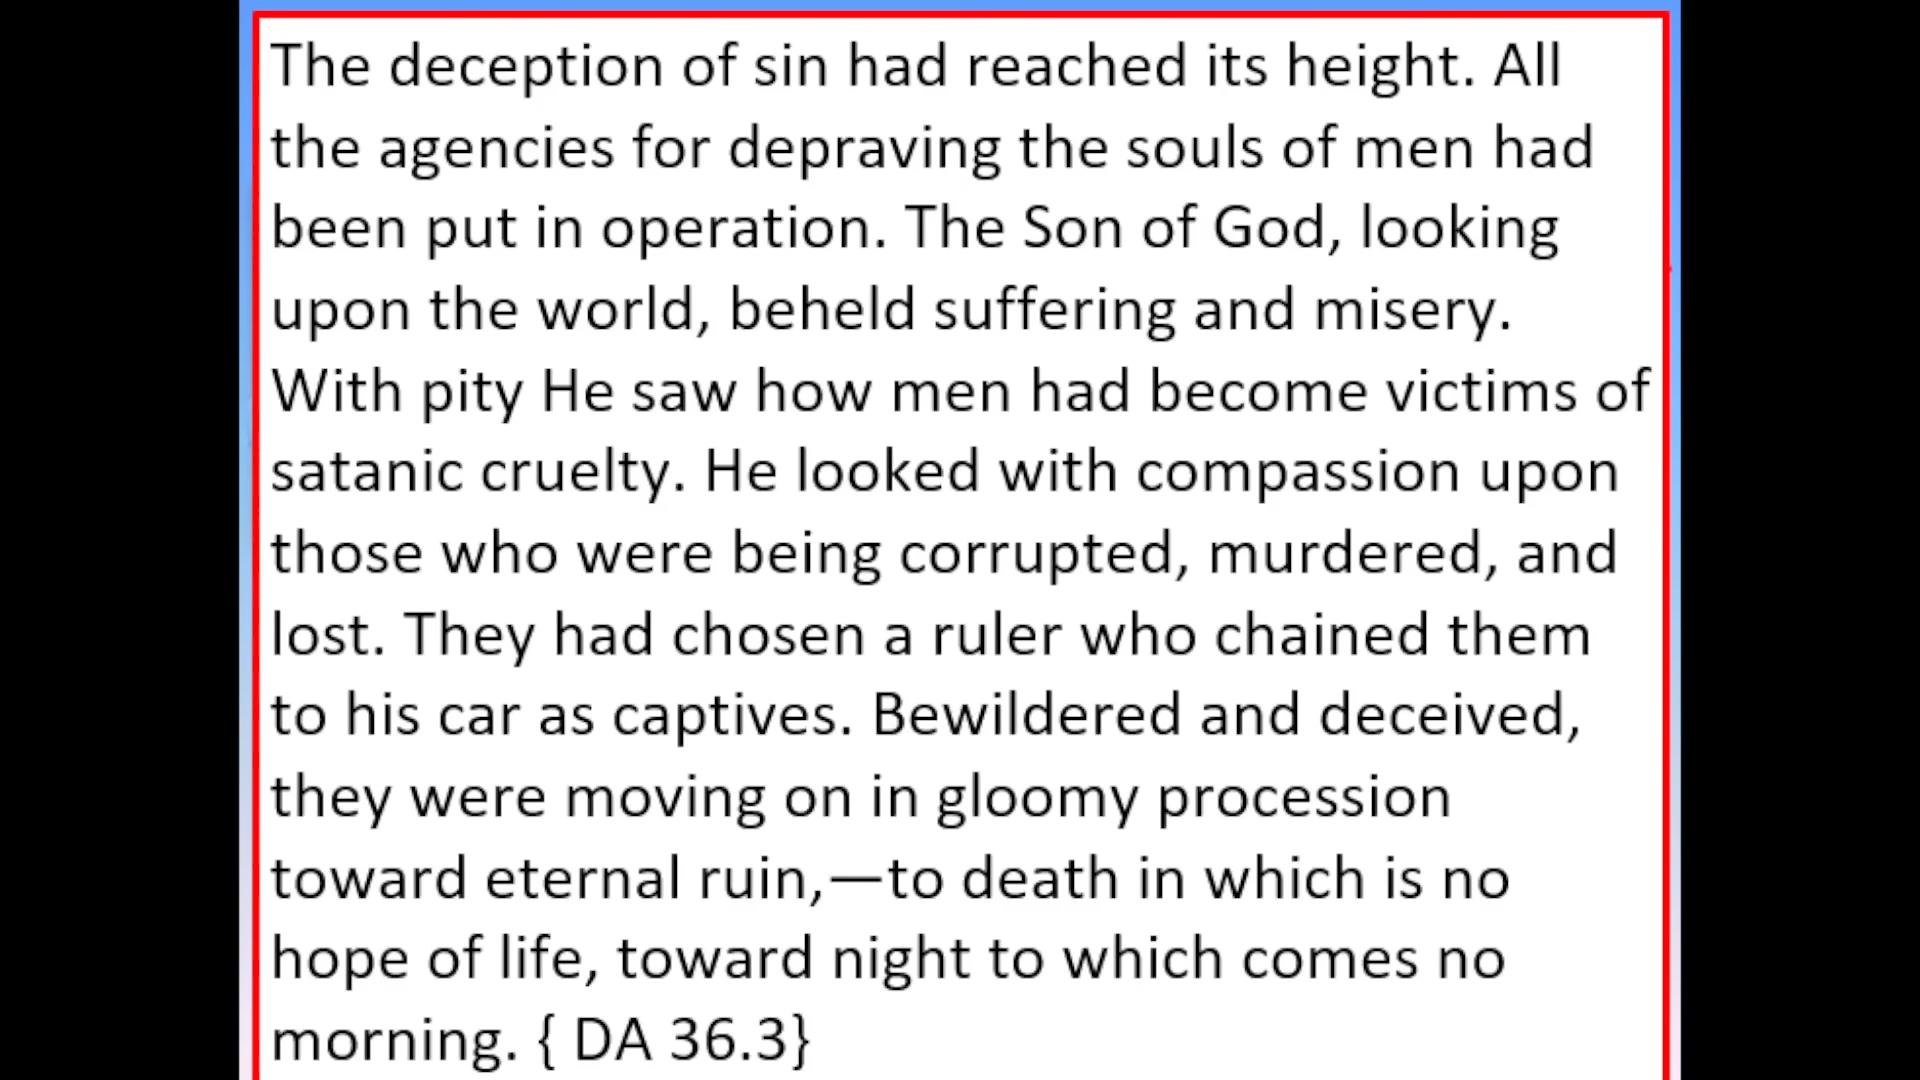 The deception of sin had reached its height. All
the agencies for depraving the souls of men had
been put in operation. The Son of God, looking
upon the world, beheld suffering and misery.
With pity He saw how men had become victims of
satanic cruelty. He looked with compassion upon
those who were being corrupted, murdered, and
lost. They had chosen a ruler who chained them
to his car as captives. Bewildered and deceived,
they were moving on in gloomy procession
toward eternal ruin,—to death in which is no
hope of life, toward night to which comes no
morning. { DA 36.3}